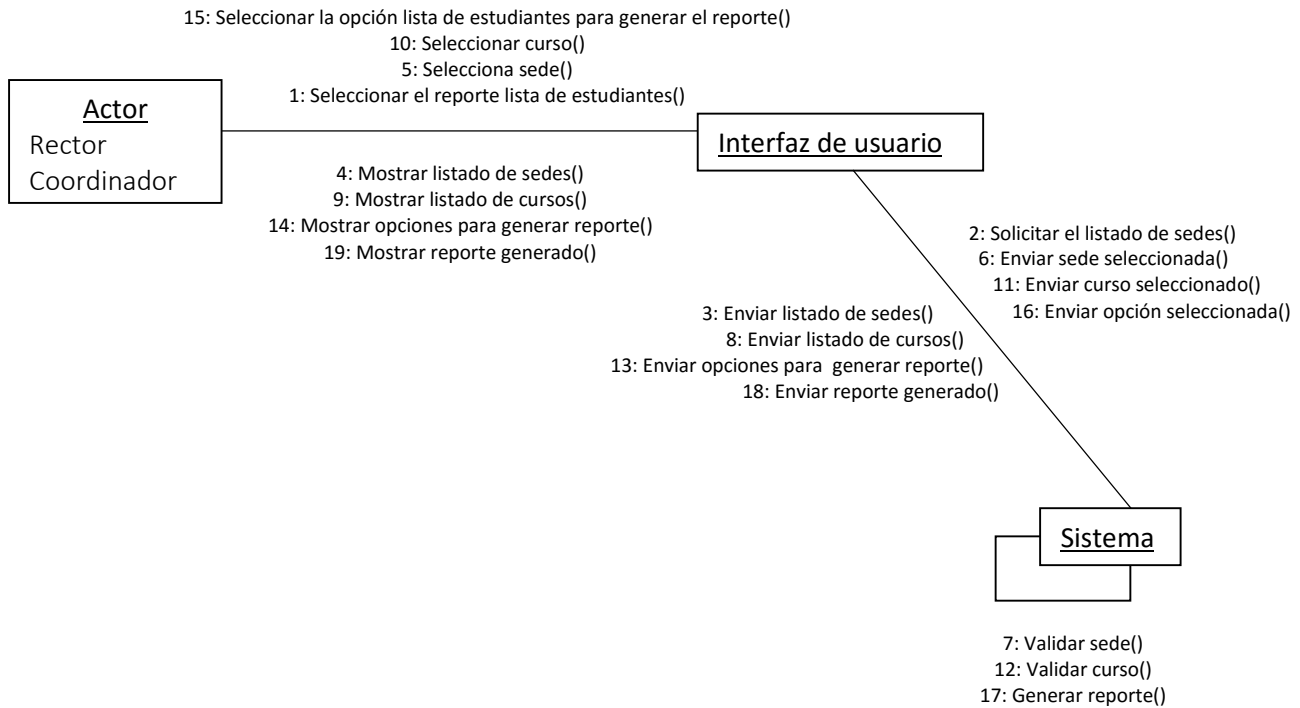 15: Seleccionar la opción lista de estudiantes para generar el reporte()
10: Seleccionar curso()
5: Selecciona sede()
1: Seleccionar el reporte lista de estudiantes()
Actor
Rector
Coordinador
Interfaz de usuario
4: Mostrar listado de sedes()
9: Mostrar listado de cursos()
14: Mostrar opciones para generar reporte()
19: Mostrar reporte generado()
2: Solicitar el listado de sedes()
6: Enviar sede seleccionada()
11: Enviar curso seleccionado()
16: Enviar opción seleccionada()
3: Enviar listado de sedes()
8: Enviar listado de cursos()
13: Enviar opciones para  generar reporte()
18: Enviar reporte generado()
Sistema
7: Validar sede()
12: Validar curso()
17: Generar reporte()